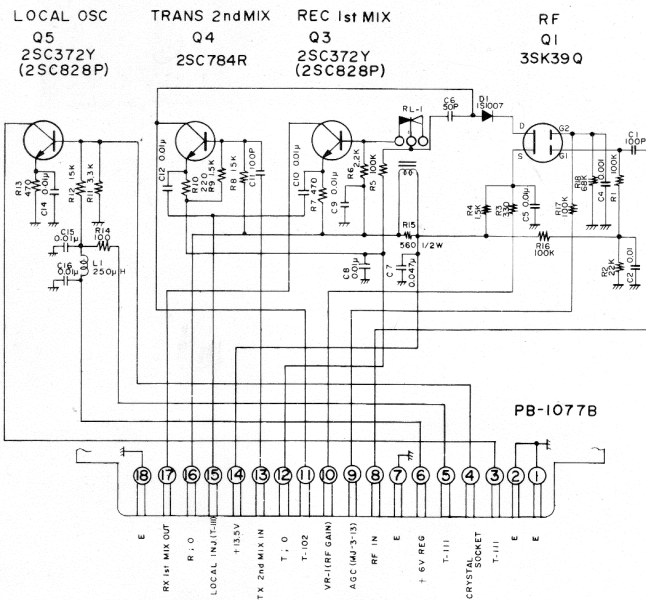 LOCAL OSC
Q5
2SC372Y
(2SC828P)
TRANS 2nd MIX
Q4
2SC784R
REC 1st MIX
Q3
2SC372Y
(2SC828P)
RF
Q1
3SK39Q
RL-1
C6
50P
D1
1S1007
D
S
G2
G1
C1
100P
R13
470
C14
0.01μ
R12 15K
R11 3.3K
C12 0.01μ
R10
220
R9 15K
R8 15K
C11 100P
C10 0.01μ
R7 470
C9 0.01μ
R6 2.2K
R5 100K
R4
1.5K
R3
330
C5 0.01μ
R17
100K
R18
68K
C4
0.001
R1
100K
C15
0.01μ
R14
100
C16
0.01μ
L1
250μH
R15
560 1/2W
C8
0.01μ
C7
0.047μ
R16
100K
R2
22K
C2 0.01
PB-1077B
18
17
16
15
14
13
12
11
10
9
8
7
6
5
4
3
2
1
E
RX 1st MIX OUT
R ; O
LOCAL INJ (T-111)
+13.5V
TX 2nd MIX IN
T ; O
T-102
VR-1 (RF GAIN)
AGC (MJ-3-13)
RF IN
E
+ 6V REG
T-111
CRYSTAL
SOCKET
T-111
E
E